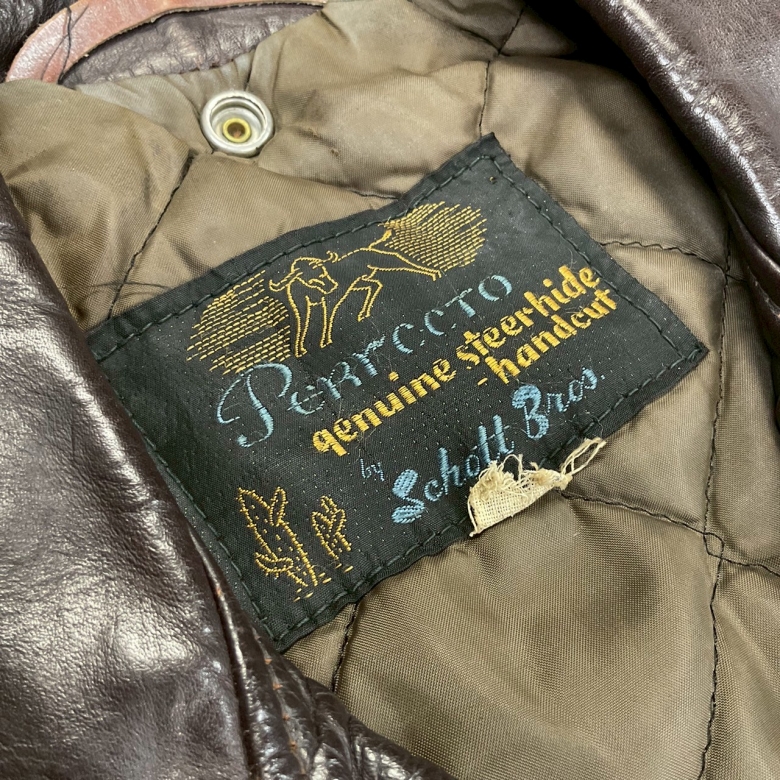 Perfecto
genuine steerhide
-handcut
by Schott Bros.